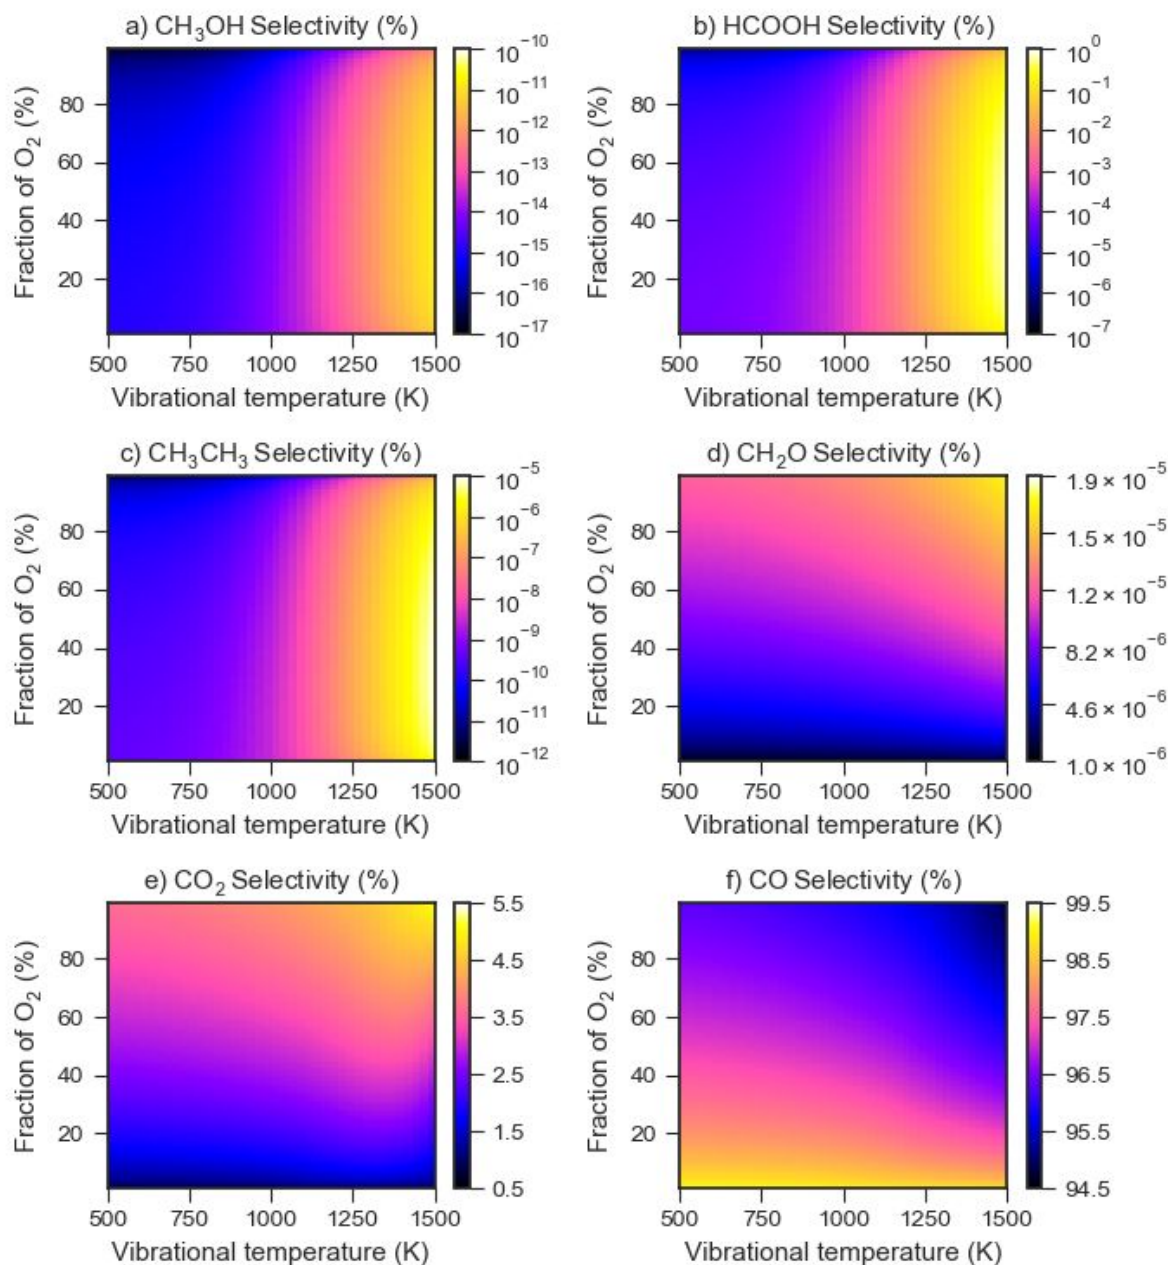 a) CH₃OH Selectivity (%)
Fraction of O₂ (%)
80
60
40
20
500 750 1000 1250 1500
Vibrational temperature (K)
10⁻¹⁰
10⁻¹¹
10⁻¹²
10⁻¹³
10⁻¹⁴
10⁻¹⁵
10⁻¹⁶
10⁻¹⁷
b) HCOOH Selectivity (%)
Fraction of O₂ (%)
80
60
40
20
500 750 1000 1250 1500
Vibrational temperature (K)
10⁰
10⁻¹
10⁻²
10⁻³
10⁻⁴
10⁻⁵
10⁻⁶
10⁻⁷
c) CH₃CH₃ Selectivity (%)
Fraction of O₂ (%)
80
60
40
20
500 750 1000 1250 1500
Vibrational temperature (K)
10⁻⁵
10⁻⁶
10⁻⁷
10⁻⁸
10⁻⁹
10⁻¹⁰
10⁻¹¹
10⁻¹²
d) CH₂O Selectivity (%)
Fraction of O₂ (%)
80
60
40
20
500 750 1000 1250 1500
Vibrational temperature (K)
1.9 × 10⁻⁵
1.5 × 10⁻⁵
1.2 × 10⁻⁵
8.2 × 10⁻⁶
4.6 × 10⁻⁶
1.0 × 10⁻⁶
e) CO₂ Selectivity (%)
Fraction of O₂ (%)
80
60
40
20
500 750 1000 1250 1500
Vibrational temperature (K)
5.5
4.5
3.5
2.5
1.5
0.5
f) CO Selectivity (%)
Fraction of O₂ (%)
80
60
40
20
500 750 1000 1250 1500
Vibrational temperature (K)
99.5
98.5
97.5
96.5
95.5
94.5